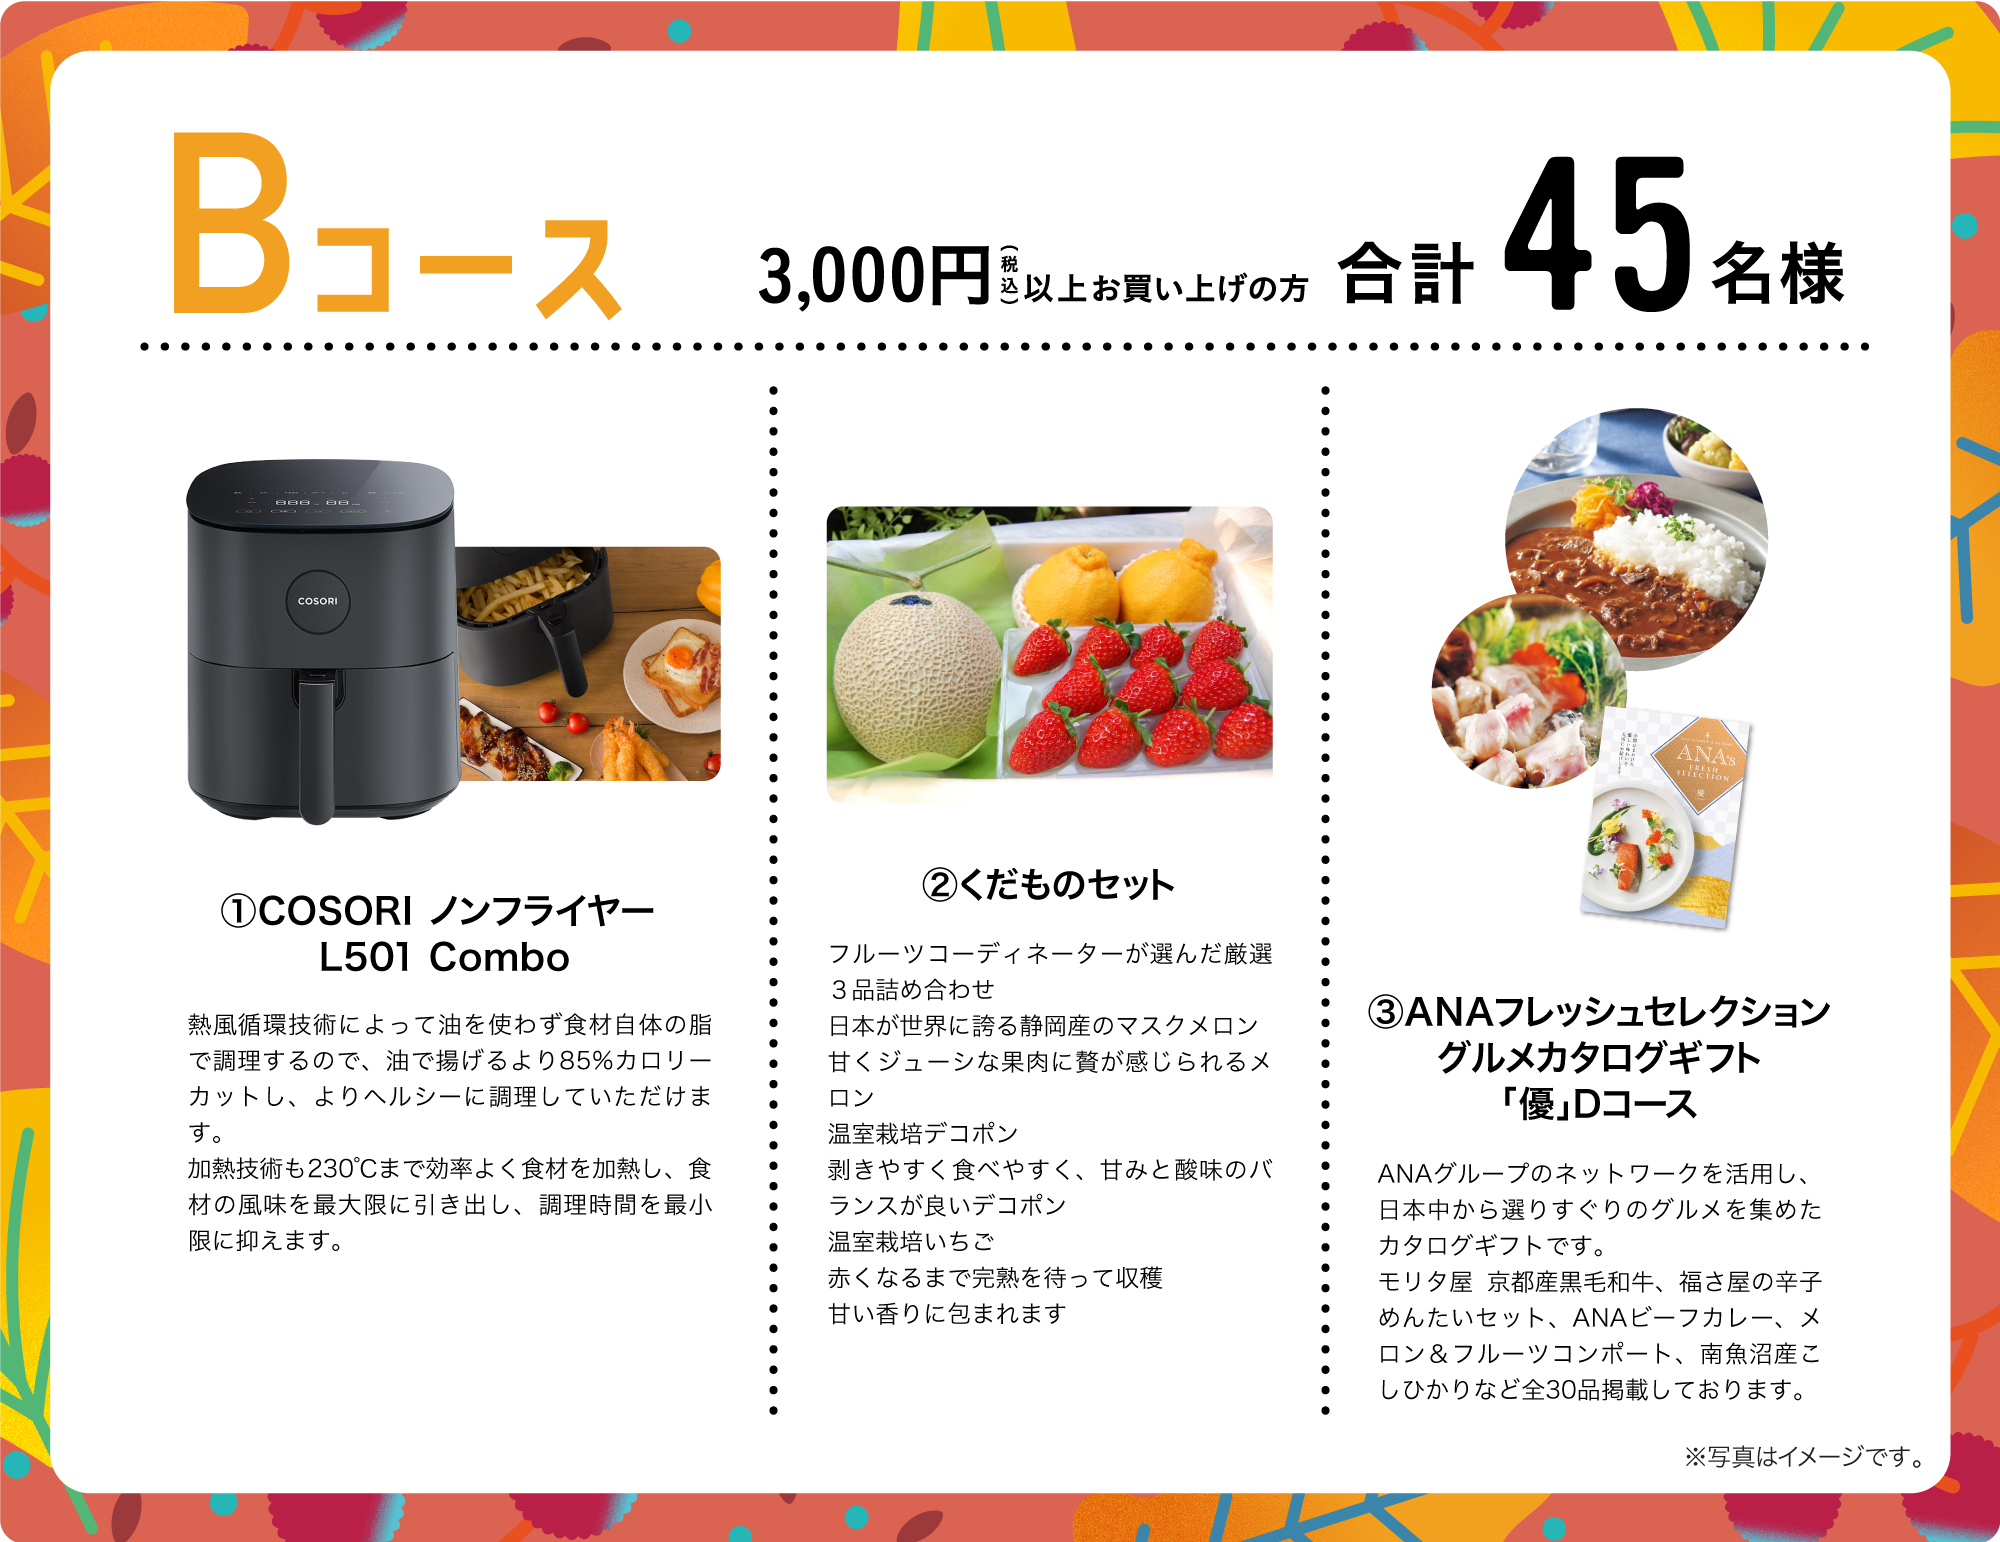 Bコース
3,000円(税込)以上お買い上げの方 合計45名様
COSORI
①COSORI ノンフライヤー
L501 Combo
熱風循環技術によって油を使わず食材自体の脂
で調理するので、油で揚げるより85%カロリー
カットし、よりヘルシーに調理していただけま
す。
加熱技術も230℃まで効率よく食材を加熱し、食
材の風味を最大限に引き出し、調理時間を最小
限に抑えます。
②くだものセット
フルーツコーディネーターが選んだ厳選
３品詰め合わせ
日本が世界に誇る静岡産のマスクメロン
甘くジューシな果肉に贅が感じられるメ
ロン
温室栽培デコポン
剥きやすく食べやすく、甘みと酸味のバ
ランスが良いデコポン
温室栽培いちご
赤くなるまで完熟を待って収穫
甘い香りに包まれます
ANA's
FRESH
SELECTION
優
③ANAフレッシュセレクション
グルメカタログギフト
「優」Dコース
ANAグループのネットワークを活用し、
日本中から選りすぐりのグルメを集めた
カタログギフトです。
モリタ屋 京都産黒毛和牛、福さ屋の辛子
めんたいセット、ANAビーフカレー、メ
ロン＆フルーツコンポート、南魚沼産こ
しひかりなど全30品掲載しております。
※写真はイメージです。